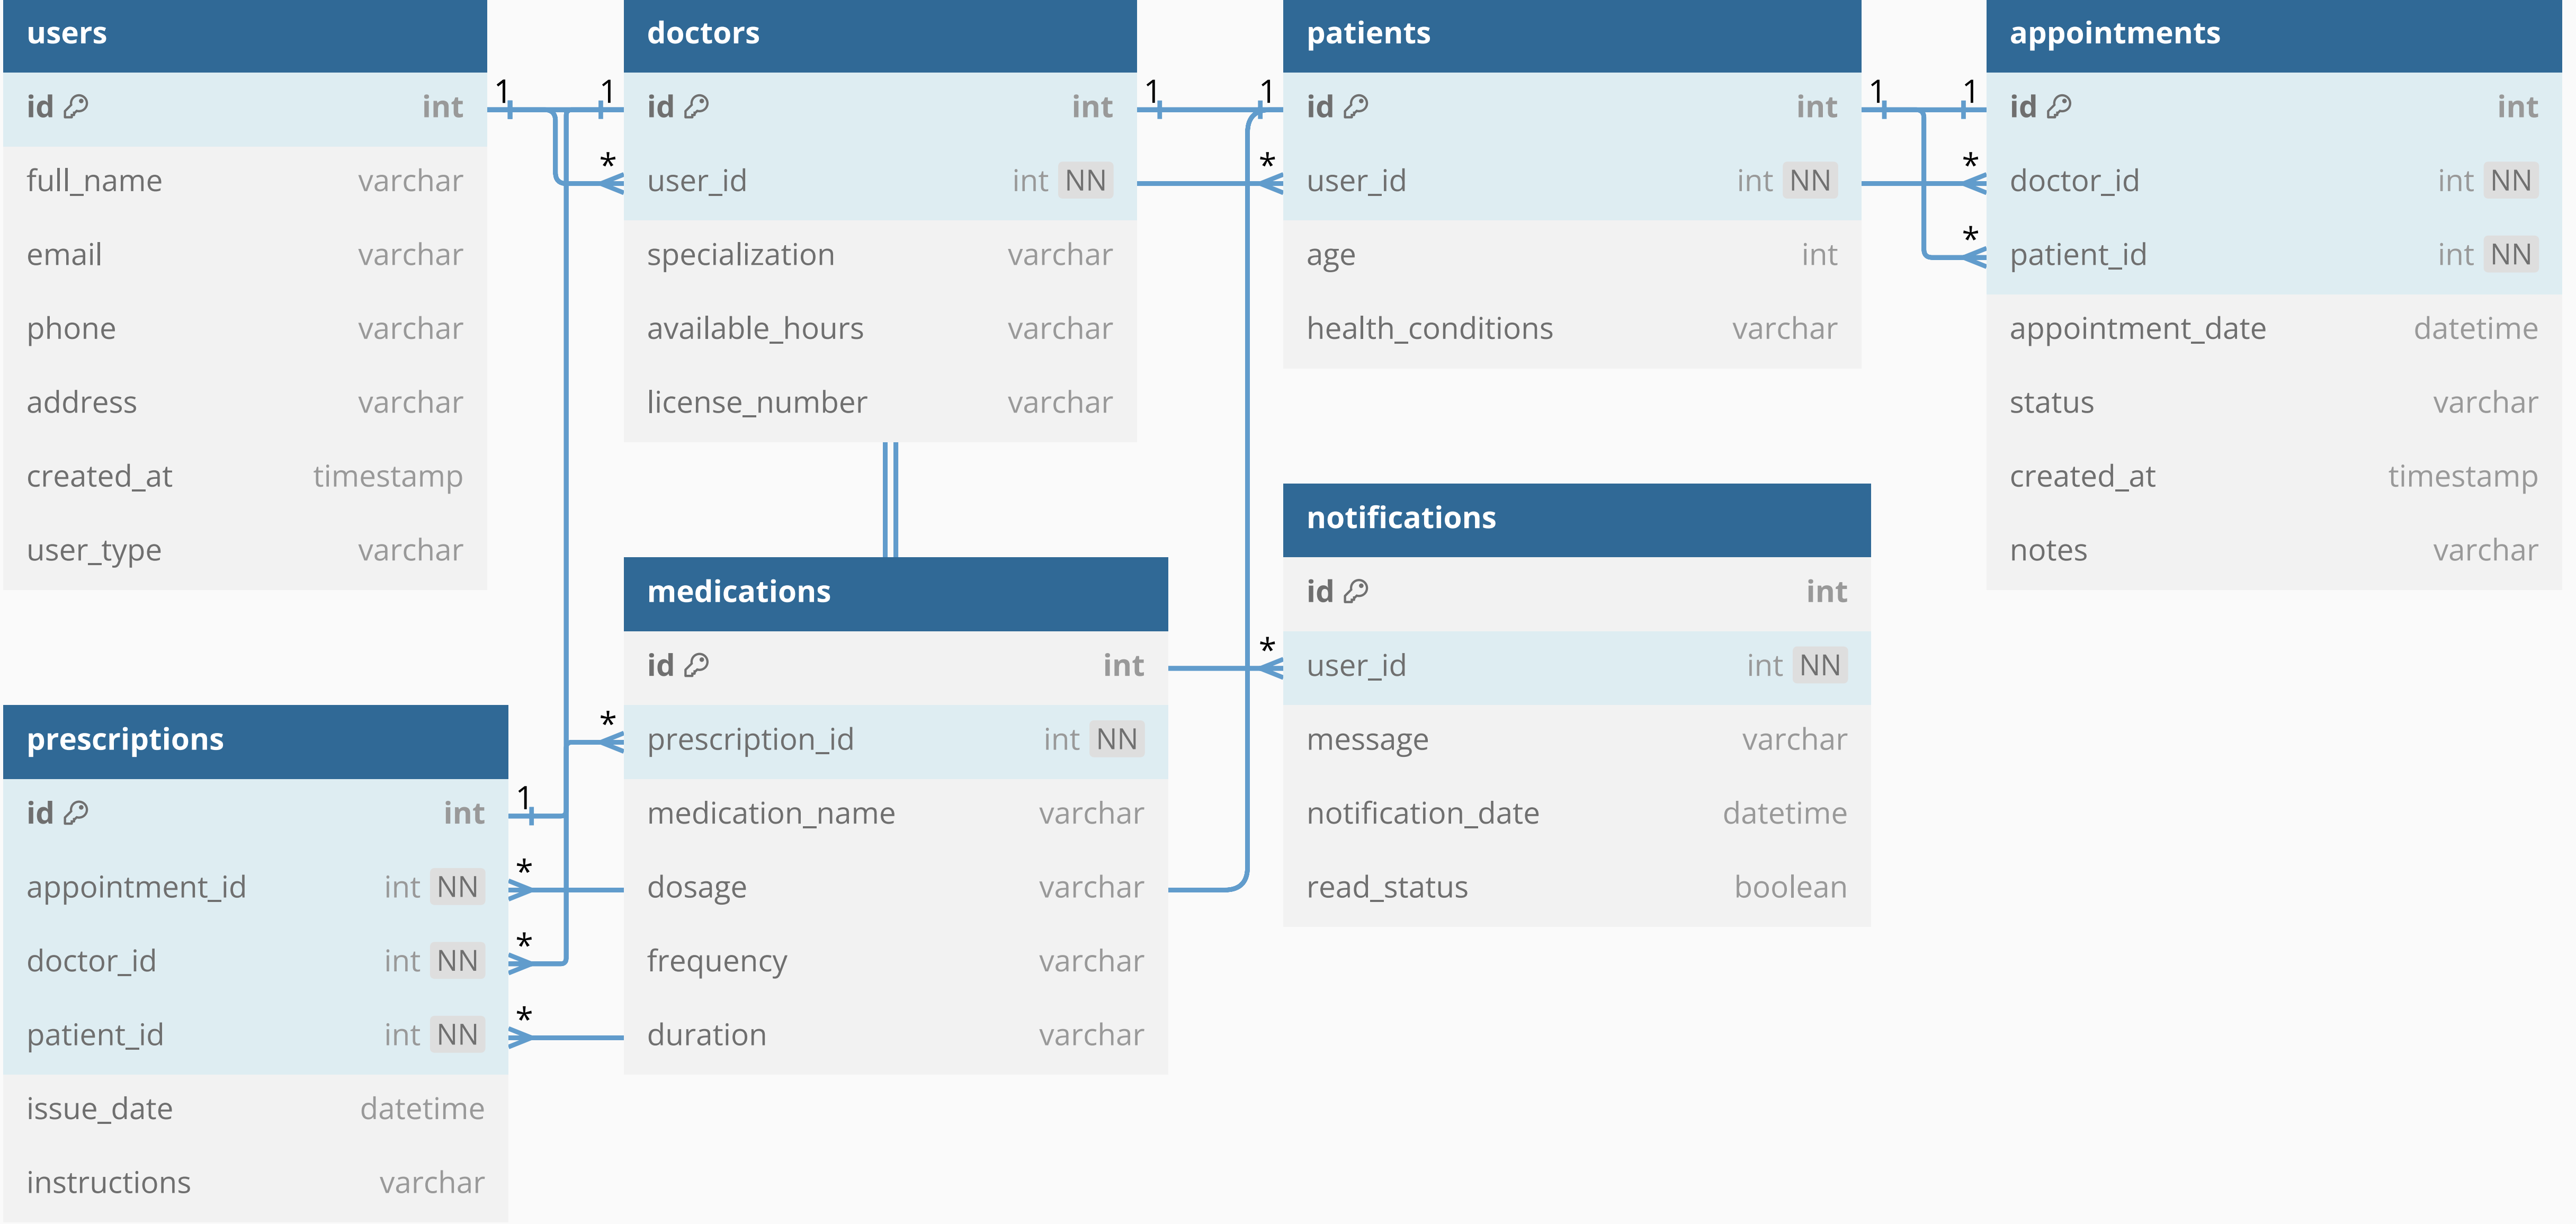 users
id int
full_name varchar
email varchar
phone varchar
address varchar
created_at timestamp
user_type varchar
1
1
*
doctors
id int
user_id int NN
specialization varchar
available_hours varchar
license_number varchar
1
1
*
patients
id int
user_id int NN
age int
health_conditions varchar
1
1
*
*
appointments
id int
doctor_id int NN
patient_id int NN
appointment_date datetime
status varchar
created_at timestamp
notes varchar
prescriptions
id int
appointment_id int NN
doctor_id int NN
patient_id int NN
issue_date datetime
instructions varchar
1
*
*
*
*
medications
id int
prescription_id int NN
medication_name varchar
dosage varchar
frequency varchar
duration varchar
*
notifications
id int
user_id int NN
message varchar
notification_date datetime
read_status boolean